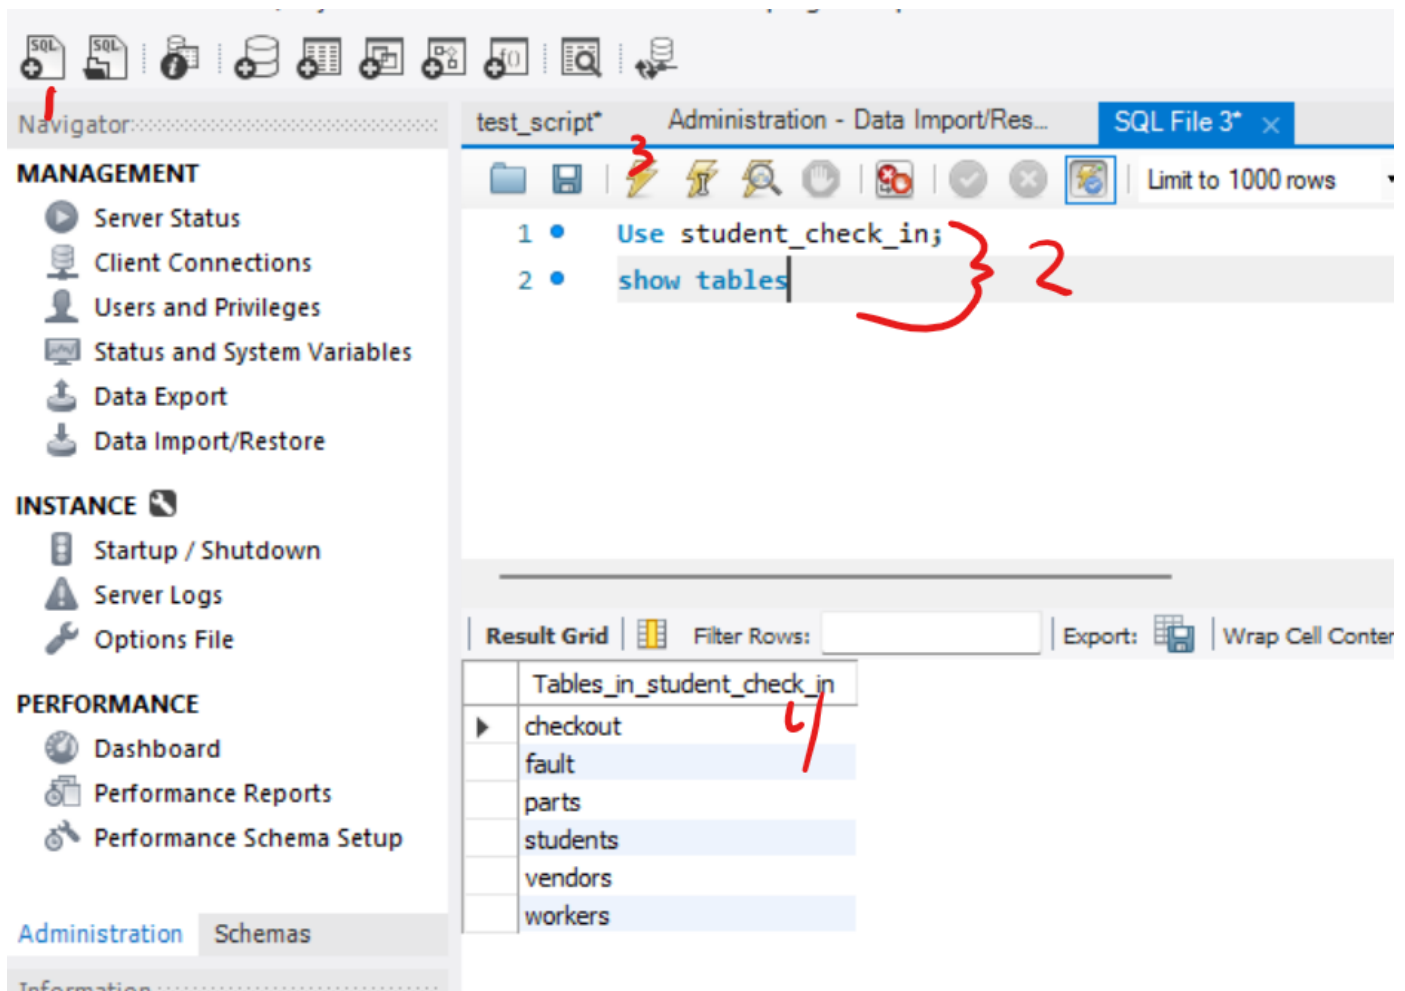 SQL SQL f()
1
Navigator
MANAGEMENT
Server Status
Client Connections
Users and Privileges
Status and System Variables
Data Export
Data Import/Restore
INSTANCE
Startup / Shutdown
Server Logs
Options File
PERFORMANCE
Dashboard
Performance Reports
Performance Schema Setup
Administration Schemas
Information
test_script* Administration - Data Import/Res... SQL File 3*
3
Limit to 1000 rows
1 Use student_check_in;
2 show tables
2
Result Grid Filter Rows: Export: Wrap Cell Conter
Tables_in_student_check_in
4
checkout
fault
parts
students
vendors
workers